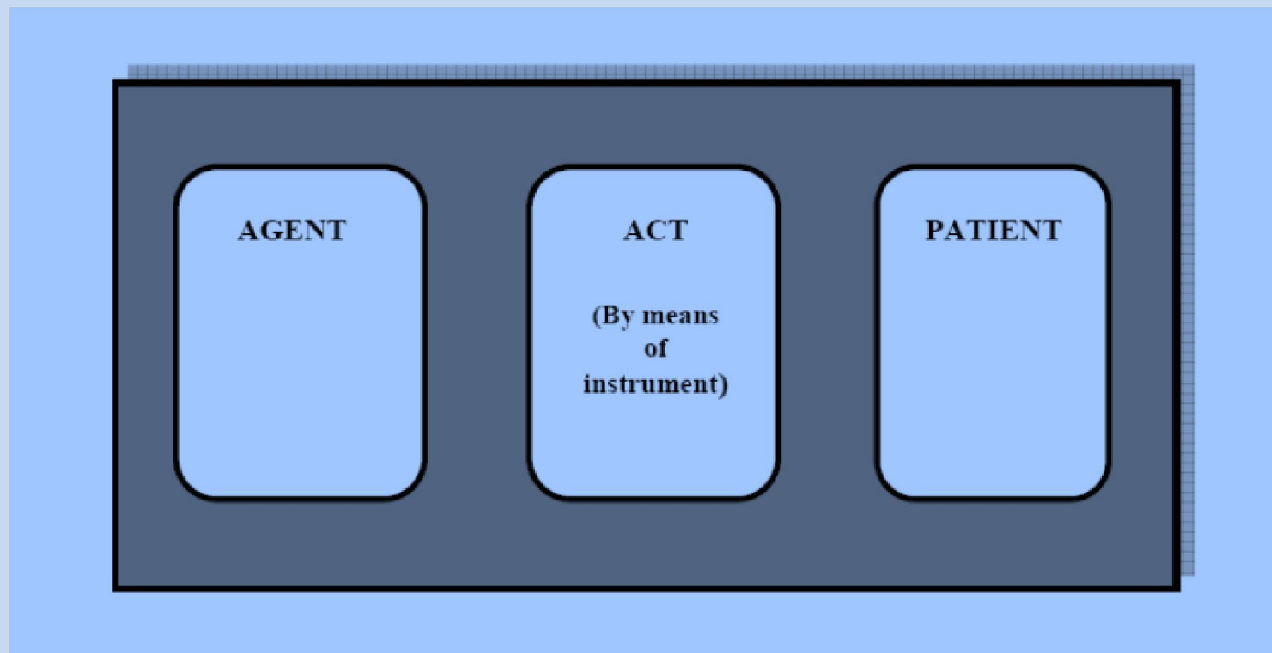 AGENT
ACT
(By means
of
instrument)
PATIENT